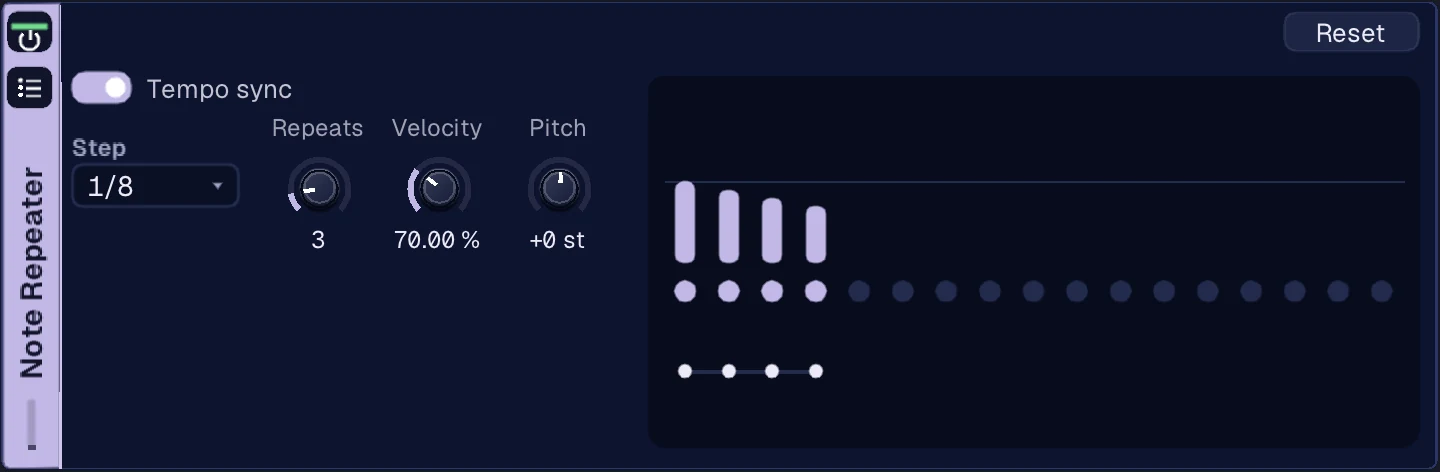 Reset
Tempo sync
Repeats
Velocity
Pitch
Step
1/8
3
70.00 %
+0 st
Note Repeater